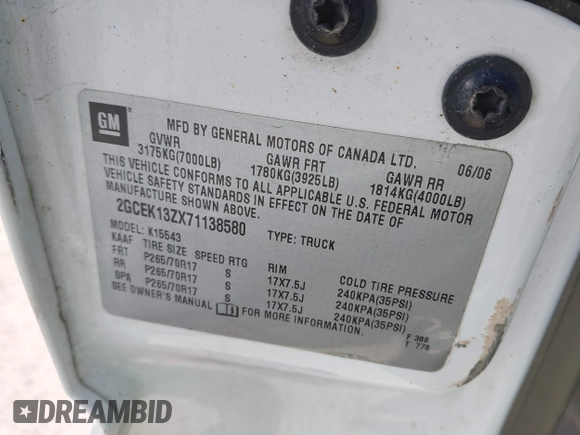 GM
MFD BY GENERAL MOTORS OF CANADA LTD. 06/06
GVWR GAWR FRT GAWR RR
3175KG(7000LB) 1780KG(3925LB) 1814KG(4000LB)
THIS VEHICLE CONFORMS TO ALL APPLICABLE U.S. FEDERAL MOTOR
VEHICLE SAFETY STANDARDS IN EFFECT ON THE DATE OF
MANUFACTURE SHOWN ABOVE.
2GCEK13ZX71138580 TYPE: TRUCK
MODEL: K15543
KAAF TIRE SIZE SPEED RTG RIM COLD TIRE PRESSURE
FRT P265/70R17 S 17X7.5J 240KPA(35PSI)
RR P265/70R17 S 17X7.5J 240KPA(35PSI)
SPA P265/70R17 S 17X7.5J 240KPA(35PSI)
SEE OWNER'S MANUAL FOR MORE INFORMATION.
F 380
T 778
DREAMBID